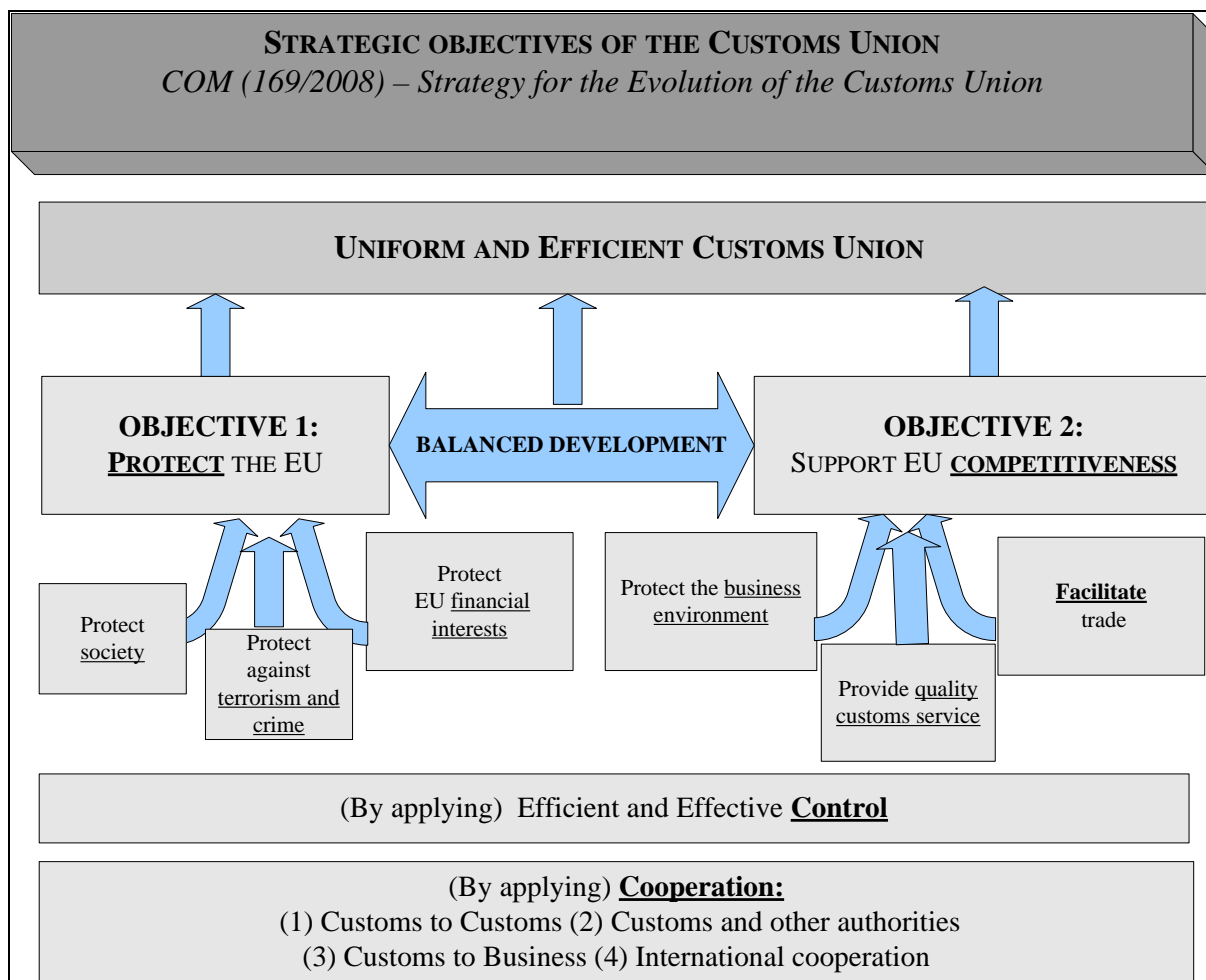 STRATEGIC OBJECTIVES OF THE CUSTOMS UNION
COM (169/2008) – Strategy for the Evolution of the Customs Union
UNIFORM AND EFFICIENT CUSTOMS UNION
OBJECTIVE 1:
PROTECT THE EU
BALANCED DEVELOPMENT
OBJECTIVE 2:
SUPPORT EU COMPETITIVENESS
Protect
society
Protect
against
terrorism and
crime
Protect
EU financial
interests
Protect the business
environment
Provide quality
customs service
Facilitate
trade
(By applying) Efficient and Effective Control
(By applying) Cooperation:
(1) Customs to Customs (2) Customs and other authorities
(3) Customs to Business (4) International cooperation